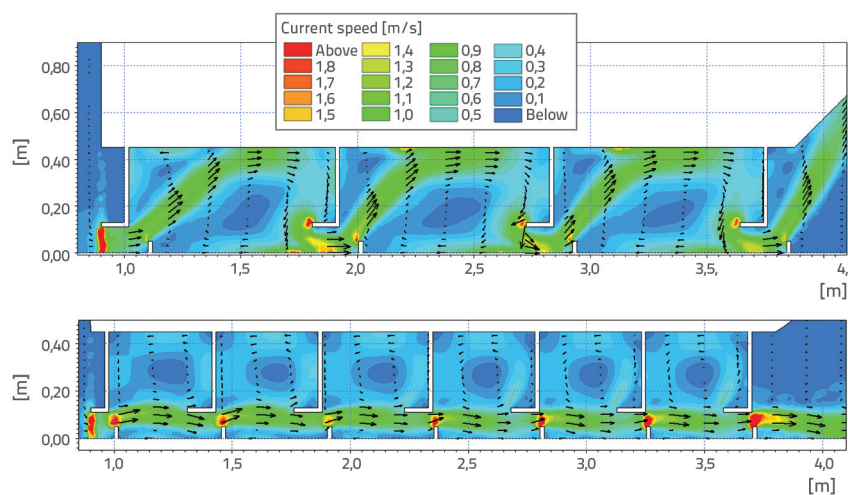 Current speed [m/s]
Above 1,4 0,9 0,4
1,8 1,3 0,8 0,3
1,7 1,2 0,7 0,2
1,6 1,1 0,6 0,1
1,5 1,0 0,5 Below
0,80
0,60
[m]
0,40
0,20
0,00
1,0 1,5 2,0 2,5 3,0 3,5 4,
[m]
0,40
[m]
0,20
0,00
1,0 1,5 2,0 2,5 3,0 3,5 4,0
[m]